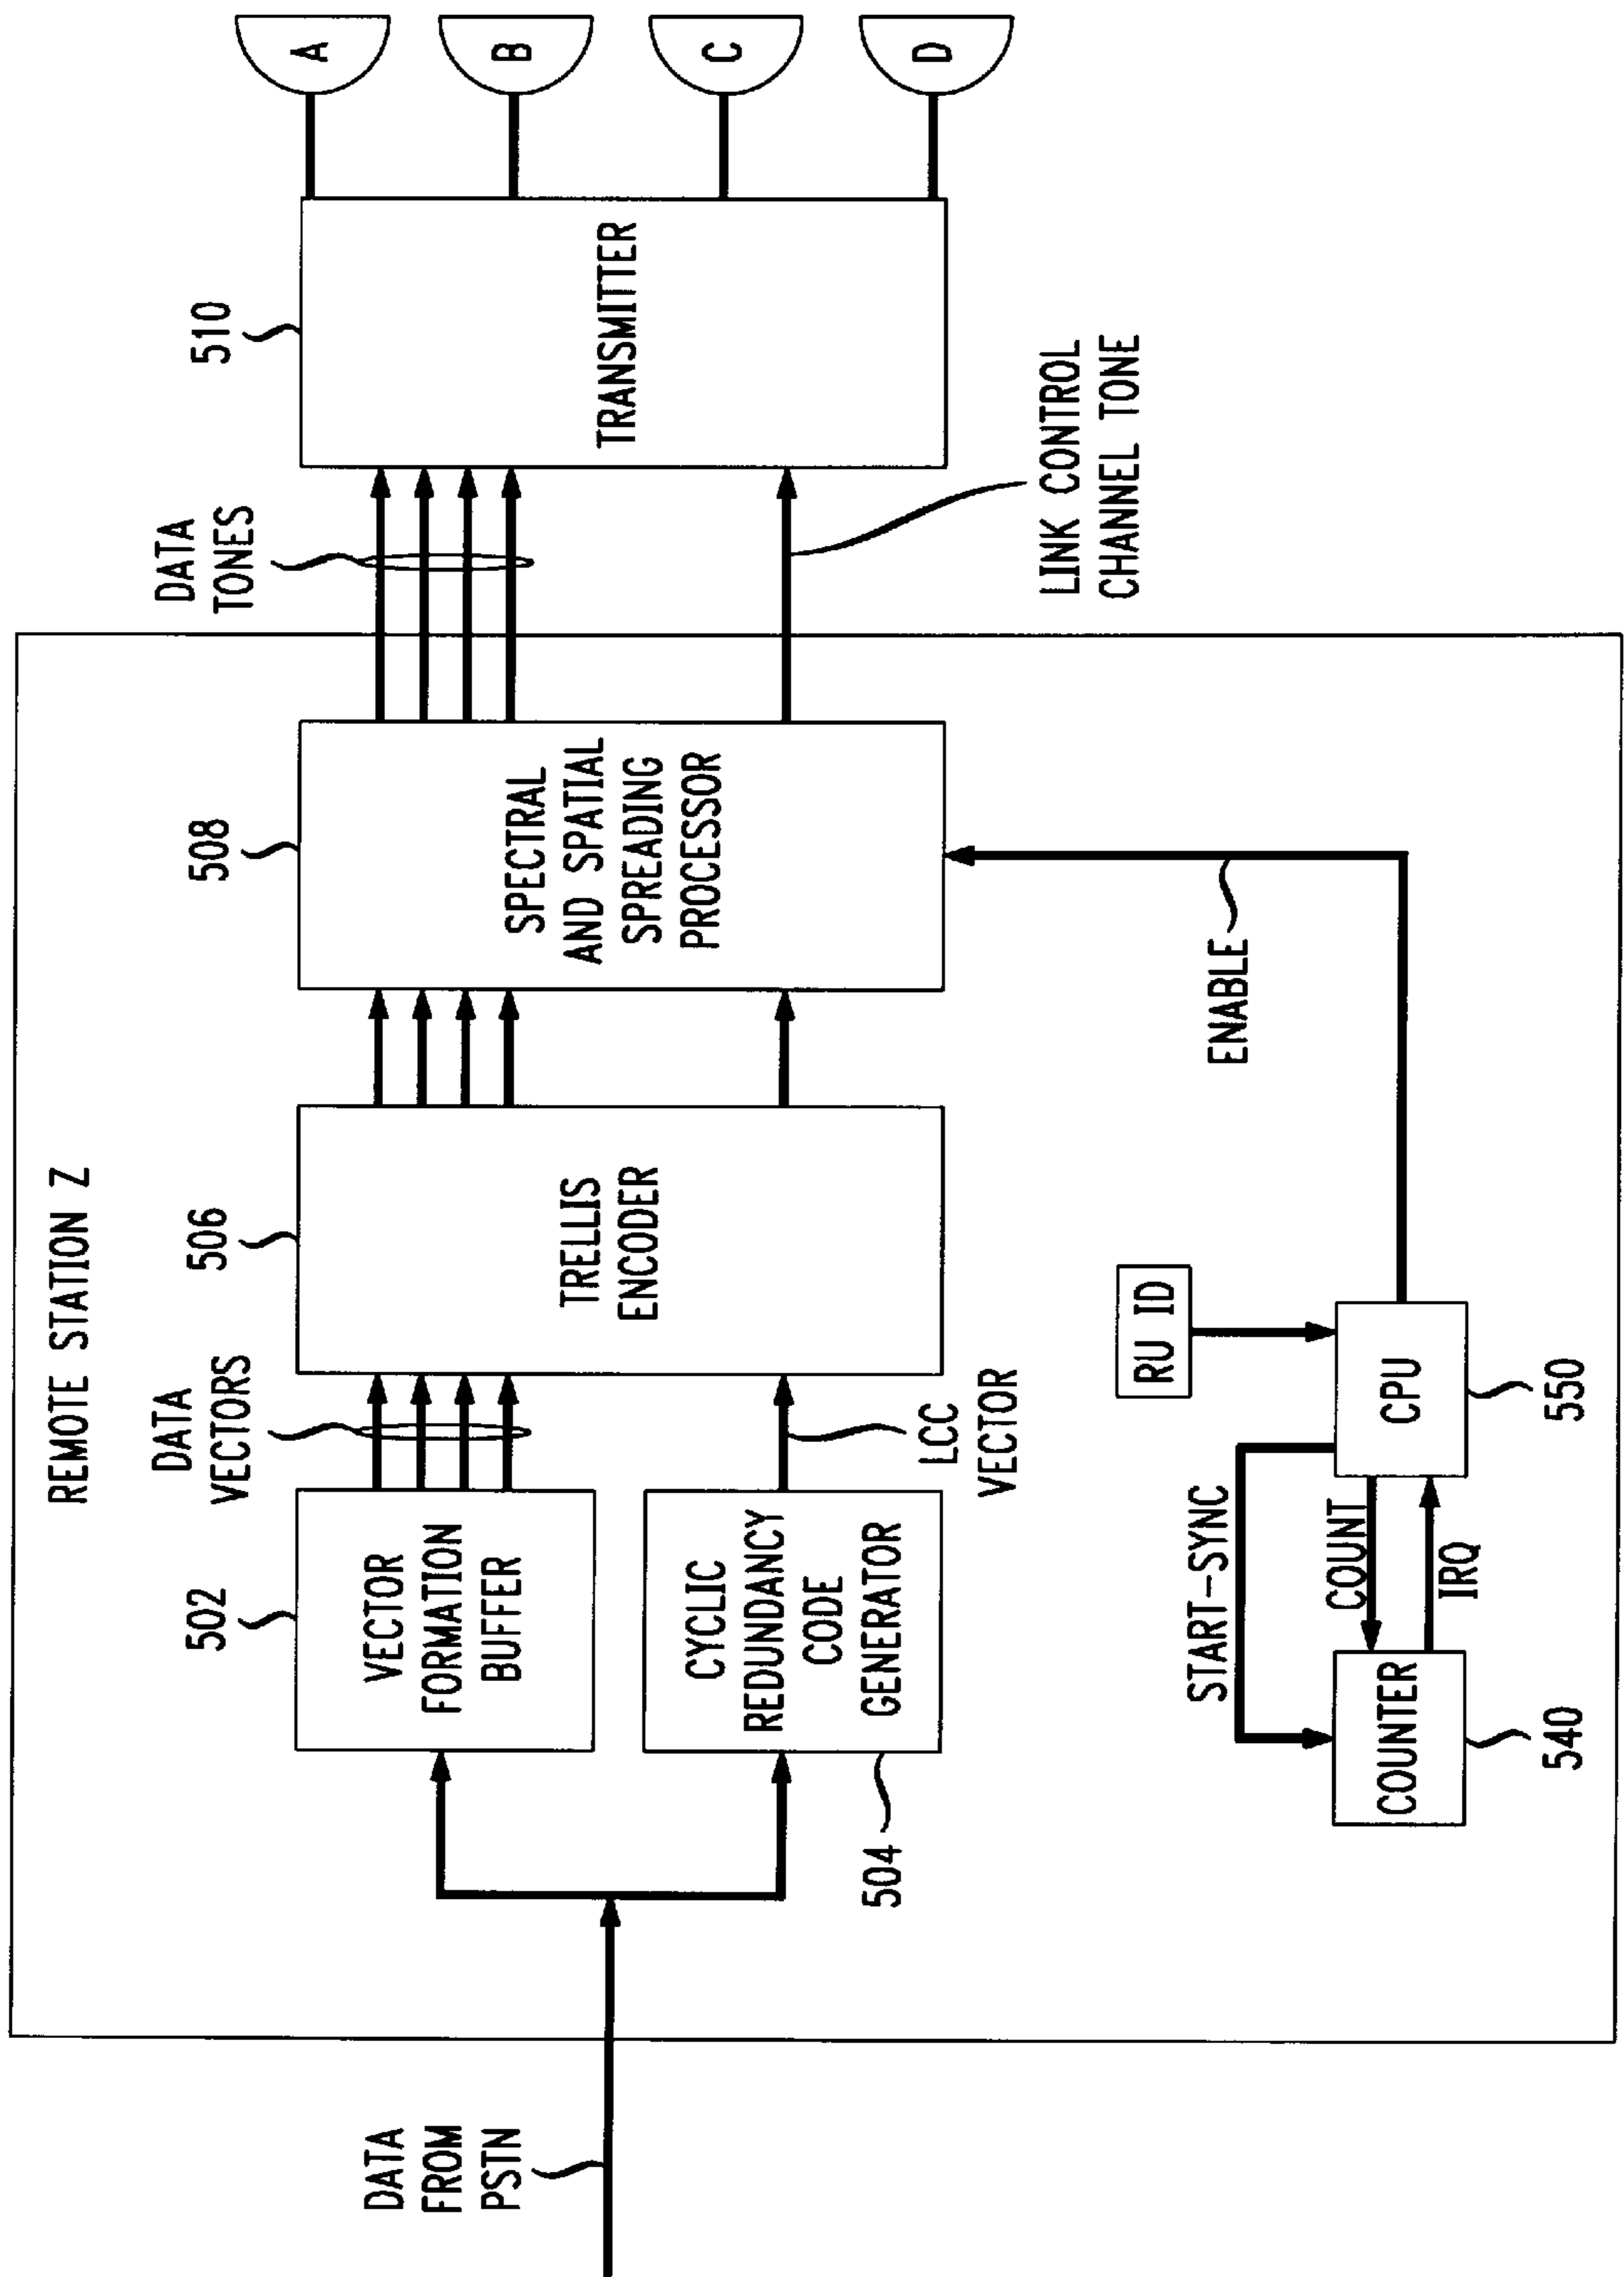 REMOTE STATION Z
DATA
FROM
PSTN
502
VECTOR
FORMATION
BUFFER
504
CYCLIC
REDUNDANCY
CODE
GENERATOR
DATA
VECTORS
LCC
VECTOR
506
TRELLIS
ENCODER
508
SPECTRAL
AND SPATIAL
SPREADING
PROCESSOR
DATA
TONES
LINK CONTROL
CHANNEL TONE
510
TRANSMITTER
A
B
C
D
START-SYNC
COUNT
IRQ
COUNTER
540
RU ID
CPU
550
ENABLE